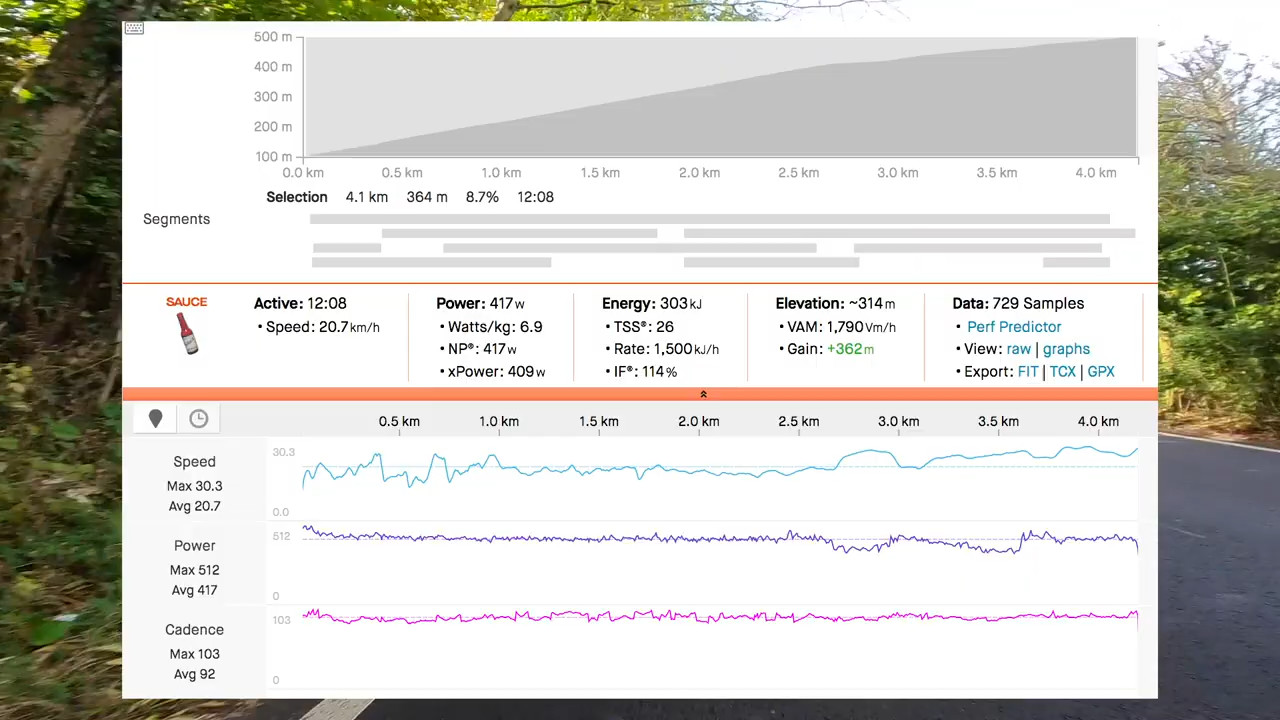 500 m
400 m
300 m
200 m
100 m
0.0 km 0.5 km 1.0 km 1.5 km 2.0 km 2.5 km 3.0 km 3.5 km 4.0 km
Selection 4.1 km 364 m 8.7% 12:08
Segments
SAUCE Active: 12:08 Power: 417w Energy: 303kJ Elevation: ~314m Data: 729 Samples
• Speed: 20.7km/h • Watts/kg: 6.9 • TSS®: 26 • VAM: 1,790Vm/h • Perf Predictor
• NP®: 417w • Rate: 1,500kJ/h • Gain: +362m • View: raw | graphs
• xPower: 409w • IF®: 114% • Export: FIT | TCX | GPX
0.5 km 1.0 km 1.5 km 2.0 km 2.5 km 3.0 km 3.5 km 4.0 km
Speed 30.3
Max 30.3
Avg 20.7 0.0
Power 512
Max 512
Avg 417 0
Cadence 103
Max 103
Avg 92 0